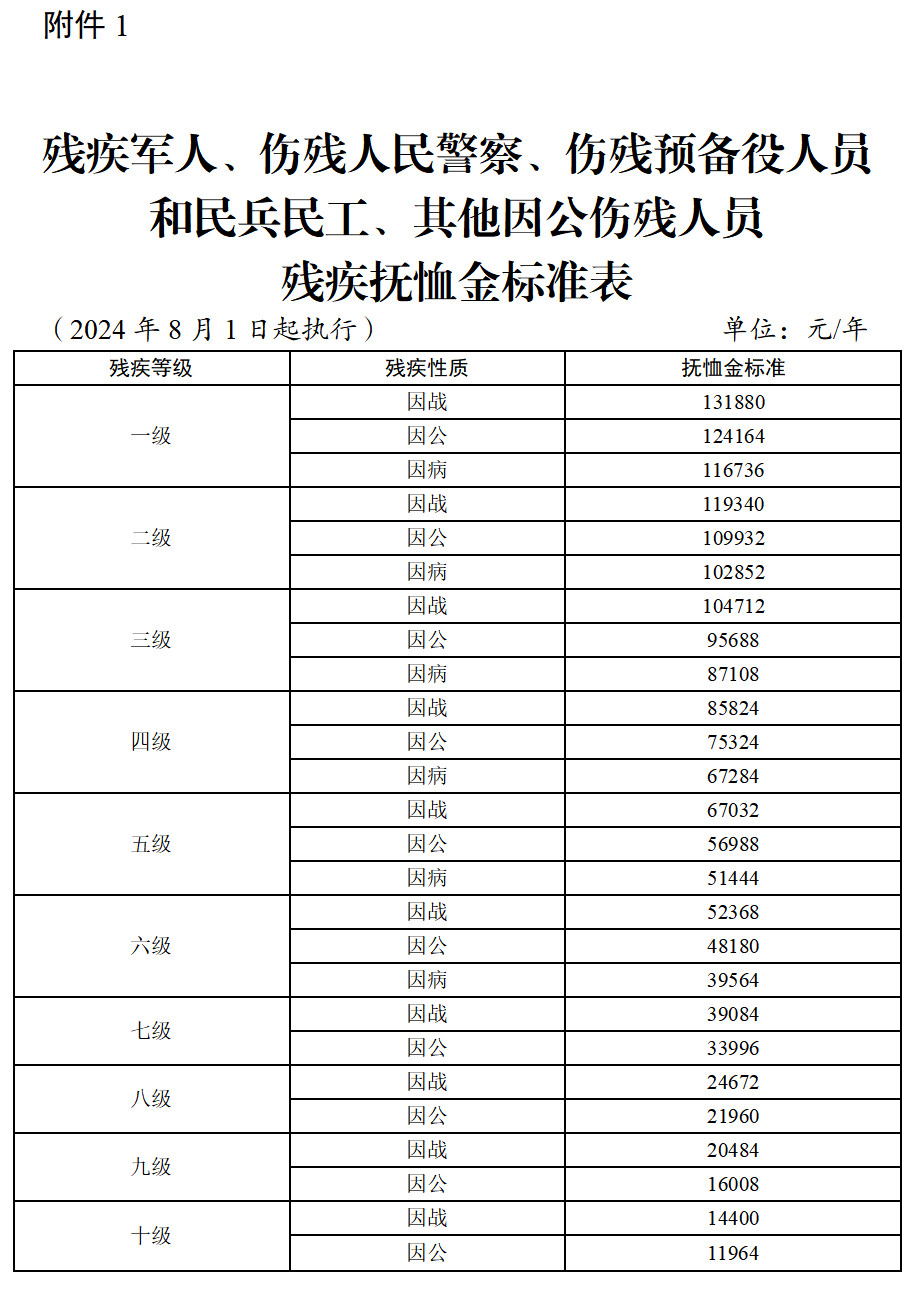 附件 1
残疾军人、伤残人民警察、伤残预备役人员
和民兵民工、其他因公伤残人员
残疾抚恤金标准表
（2024 年 8 月 1 日起执行） 单位：元/年
残疾等级 残疾性质 抚恤金标准
一级 因战 131880
因公 124164
因病 116736
二级 因战 119340
因公 109932
因病 102852
三级 因战 104712
因公 95688
因病 87108
四级 因战 85824
因公 75324
因病 67284
五级 因战 67032
因公 56988
因病 51444
六级 因战 52368
因公 48180
因病 39564
七级 因战 39084
因公 33996
八级 因战 24672
因公 21960
九级 因战 20484
因公 16008
十级 因战 14400
因公 11964